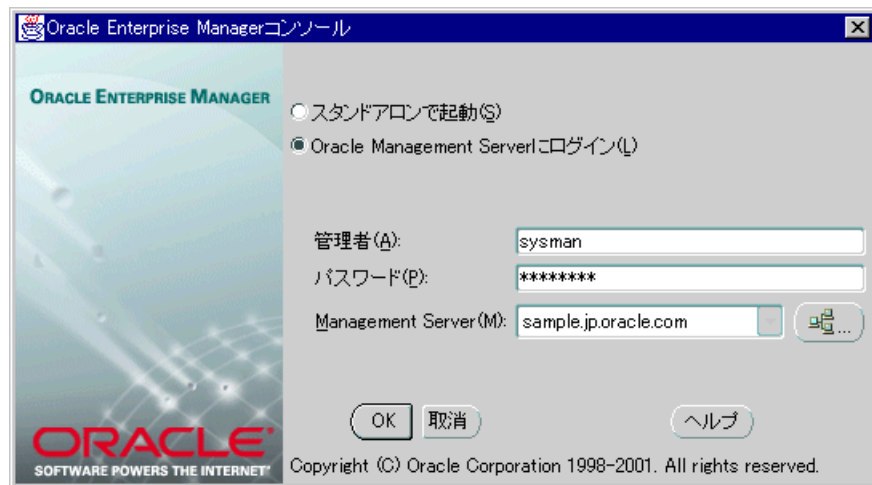 Oracle Enterprise Managerコンソール
ORACLE ENTERPRISE MANAGER
スタンドアロンで起動(S)
Oracle Management Serverにログイン(L)
管理者(A): sysman
パスワード(P): ********
Management Server(M): sample.jp.oracle.com ...
OK 取消 ヘルプ
ORACLE®
SOFTWARE POWERS THE INTERNET™
Copyright (C) Oracle Corporation 1998-2001. All rights reserved.